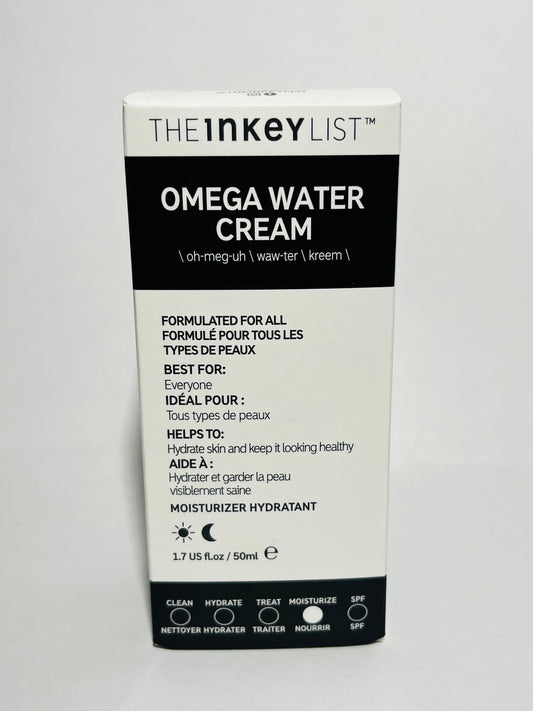 THE INKEY LIST™
OMEGA WATER
CREAM
\ oh-meg-uh \ waw-ter \ kreem \
FORMULATED FOR ALL
FORMULÉ POUR TOUS LES
TYPES DE PEAUX
BEST FOR:
Everyone
IDÉAL POUR :
Tous types de peaux
HELPS TO:
Hydrate skin and keep it looking healthy
AIDE À :
Hydrater et garder la peau
visiblement saine
MOISTURIZER HYDRATANT
1.7 US fl.oz / 50ml ℮
CLEAN HYDRATE TREAT MOISTURIZE SPF
NETTOYER HYDRATER TRAITER NOURRIR SPF